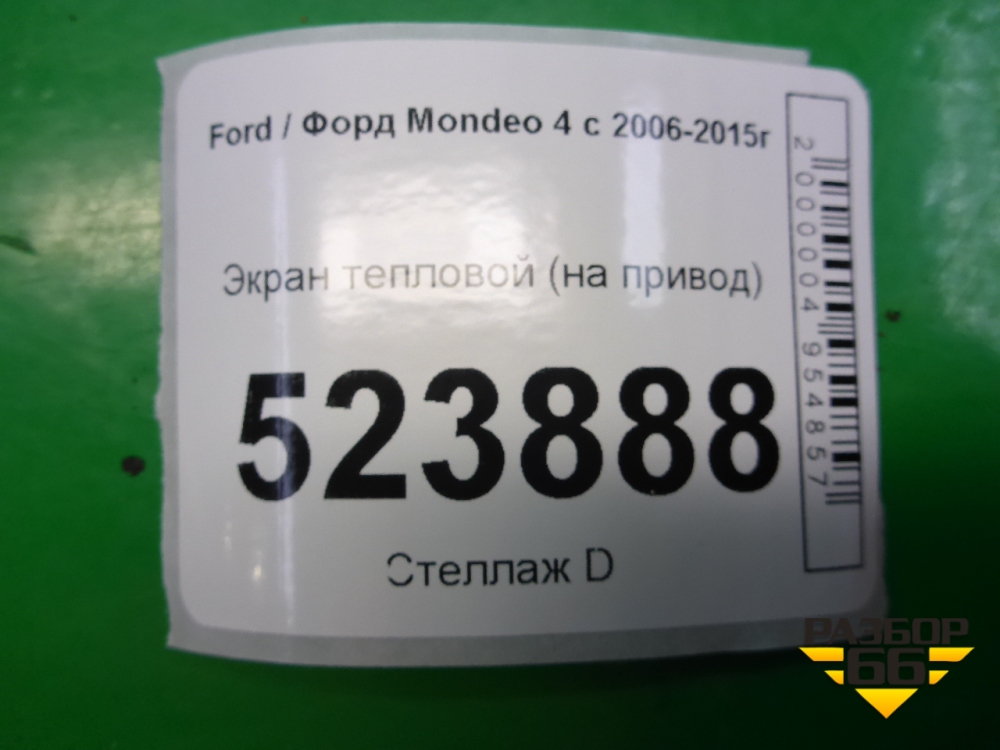 Ford / Форд Mondeo 4 с 2006-2015г
Экран тепловой (на привод)
523888
Стеллаж D
2000004954857
РАЗБОР
66